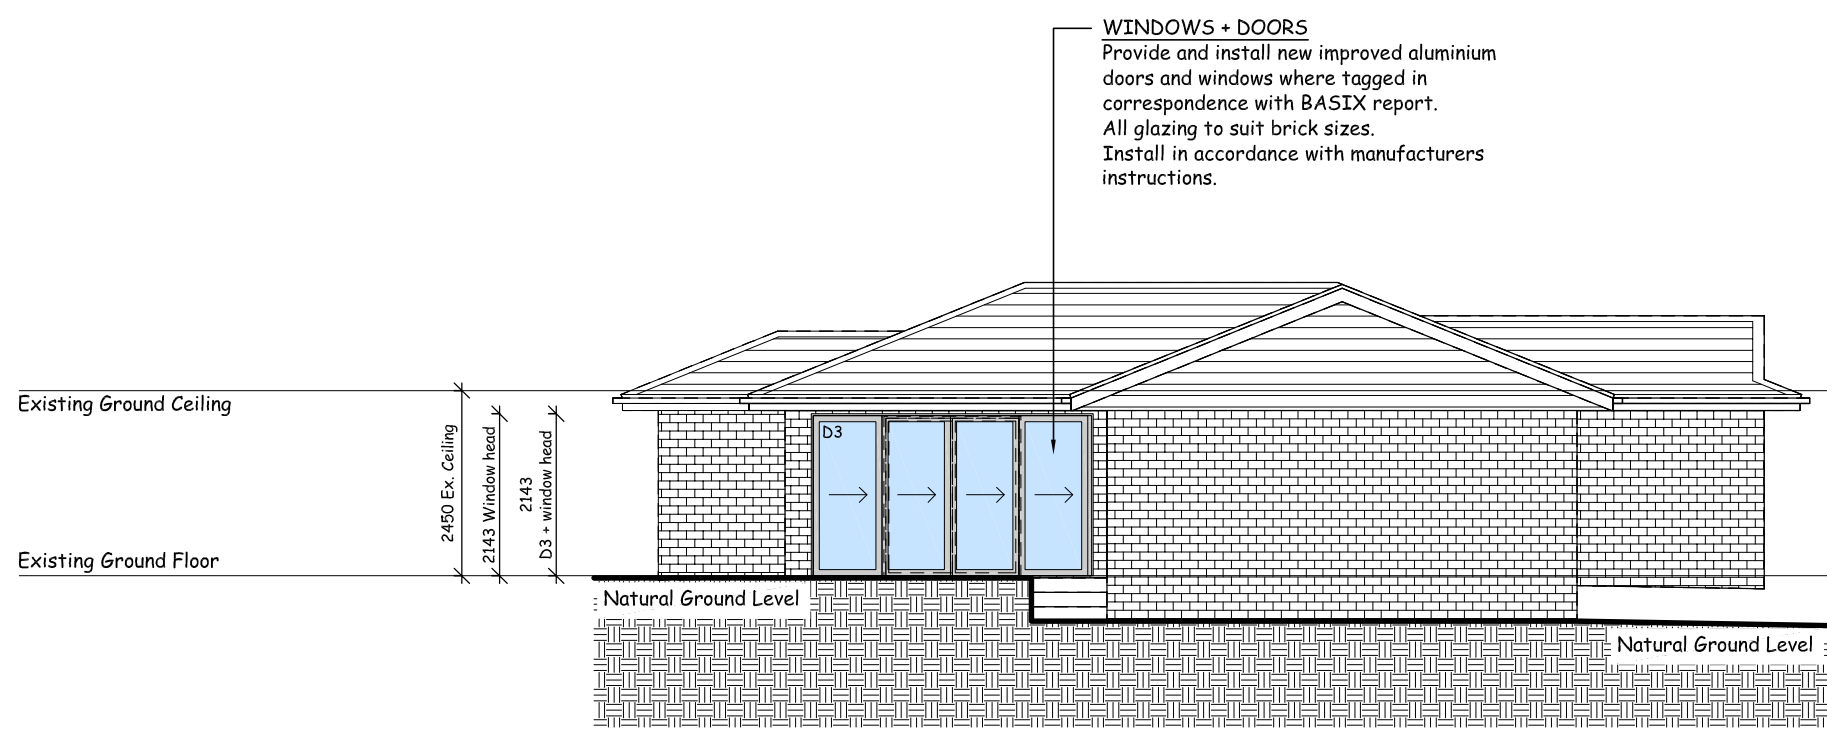 WINDOWS + DOORS
Provide and install new improved aluminium
doors and windows where tagged in
correspondence with BASIX report.
All glazing to suit brick sizes.
Install in accordance with manufacturers
instructions.
Existing Ground Ceiling
2450 Ex. Ceiling
2143 Window head
2143
D3 + window head
D3
Existing Ground Floor
Natural Ground Level
Natural Ground Level